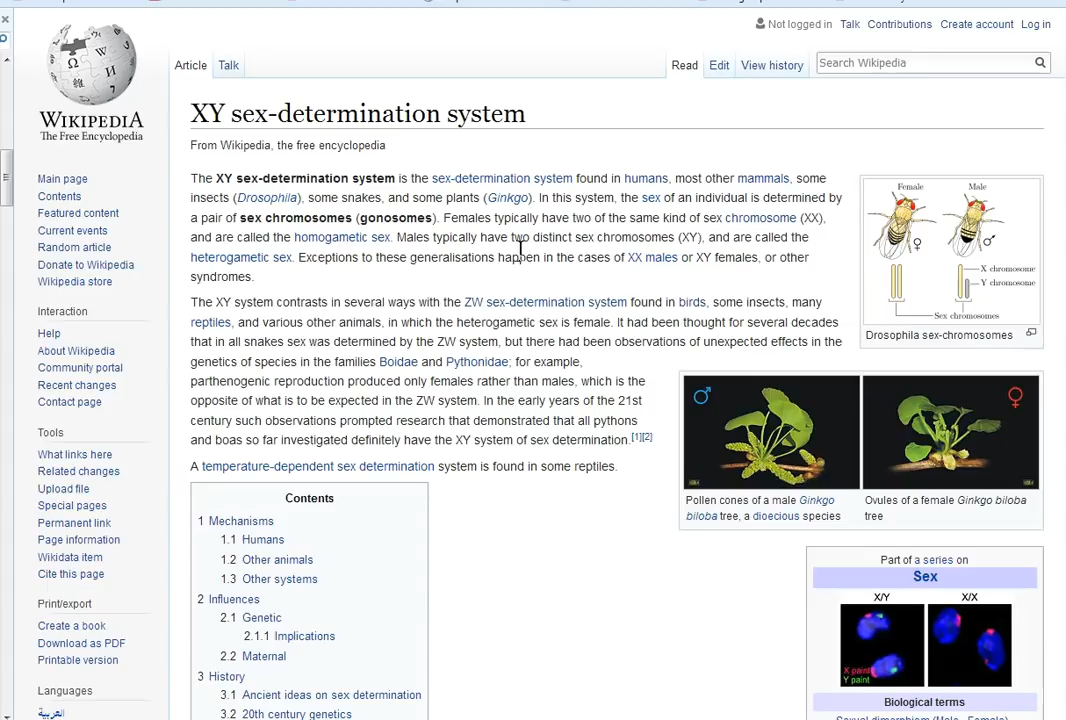 Not logged in Talk Contributions Create account Log in
Article Talk Read Edit View history Search Wikipedia
WIKIPEDIA
The Free Encyclopedia
Main page
Contents
Featured content
Current events
Random article
Donate to Wikipedia
Wikipedia store
Interaction
Help
About Wikipedia
Community portal
Recent changes
Contact page
Tools
What links here
Related changes
Upload file
Special pages
Permanent link
Page information
Wikidata item
Cite this page
Print/export
Create a book
Download as PDF
Printable version
Languages
العربية
XY sex-determination system
From Wikipedia, the free encyclopedia
The XY sex-determination system is the sex-determination system found in humans, most other mammals, some
insects (Drosophila), some snakes, and some plants (Ginkgo). In this system, the sex of an individual is determined by
a pair of sex chromosomes (gonosomes). Females typically have two of the same kind of sex chromosome (XX),
and are called the homogametic sex. Males typically have two distinct sex chromosomes (XY), and are called the
heterogametic sex. Exceptions to these generalisations happen in the cases of XX males or XY females, or other
syndromes.
The XY system contrasts in several ways with the ZW sex-determination system found in birds, some insects, many
reptiles, and various other animals, in which the heterogametic sex is female. It had been thought for several decades
that in all snakes sex was determined by the ZW system, but there had been observations of unexpected effects in the
genetics of species in the families Boidae and Pythonidae; for example,
parthenogenic reproduction produced only females rather than males, which is the
opposite of what is to be expected in the ZW system. In the early years of the 21st
century such observations prompted research that demonstrated that all pythons
and boas so far investigated definitely have the XY system of sex determination.[1][2]
A temperature-dependent sex determination system is found in some reptiles.
Contents
1 Mechanisms
1.1 Humans
1.2 Other animals
1.3 Other systems
2 Influences
2.1 Genetic
2.1.1 Implications
2.2 Maternal
3 History
3.1 Ancient ideas on sex determination
3.2 20th century genetics
Female Male
♀ ♂
X chromosome
Y chromosome
Sex chromosomes
Drosophila sex-chromosomes
♂ ♀
Pollen cones of a male Ginkgo
biloba tree, a dioecious species
Ovules of a female Ginkgo biloba
tree
Part of a series on
Sex
X/Y X/X
X paint
Y paint
Biological terms
Sexual dimorphism (Male · Female)